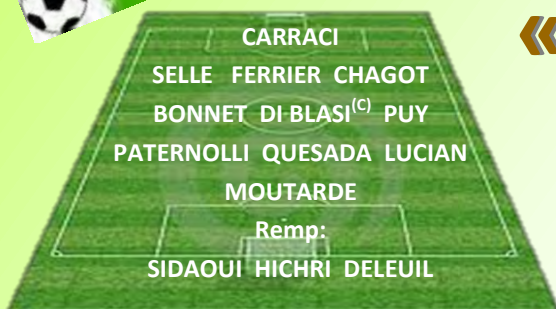 CARRACI
SELLE FERRIER CHAGOT
BONNET DI BLASI(C) PUY
PATERNOLLI QUESADA LUCIAN
MOUTARDE
Remp:
SIDAOUI HICHRI DELEUIL